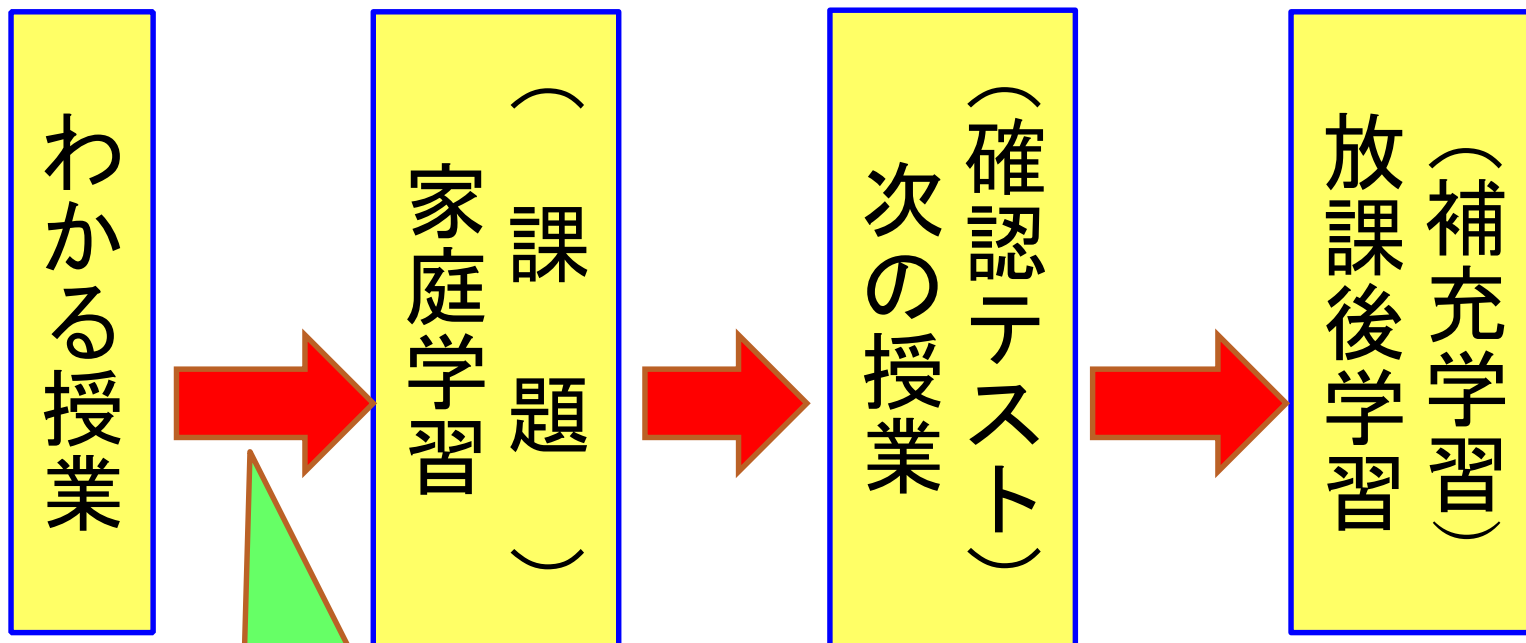 わかる授業
家庭学習
（課　題）
次の授業
（確認テスト）
放課後学習
（補充学習）